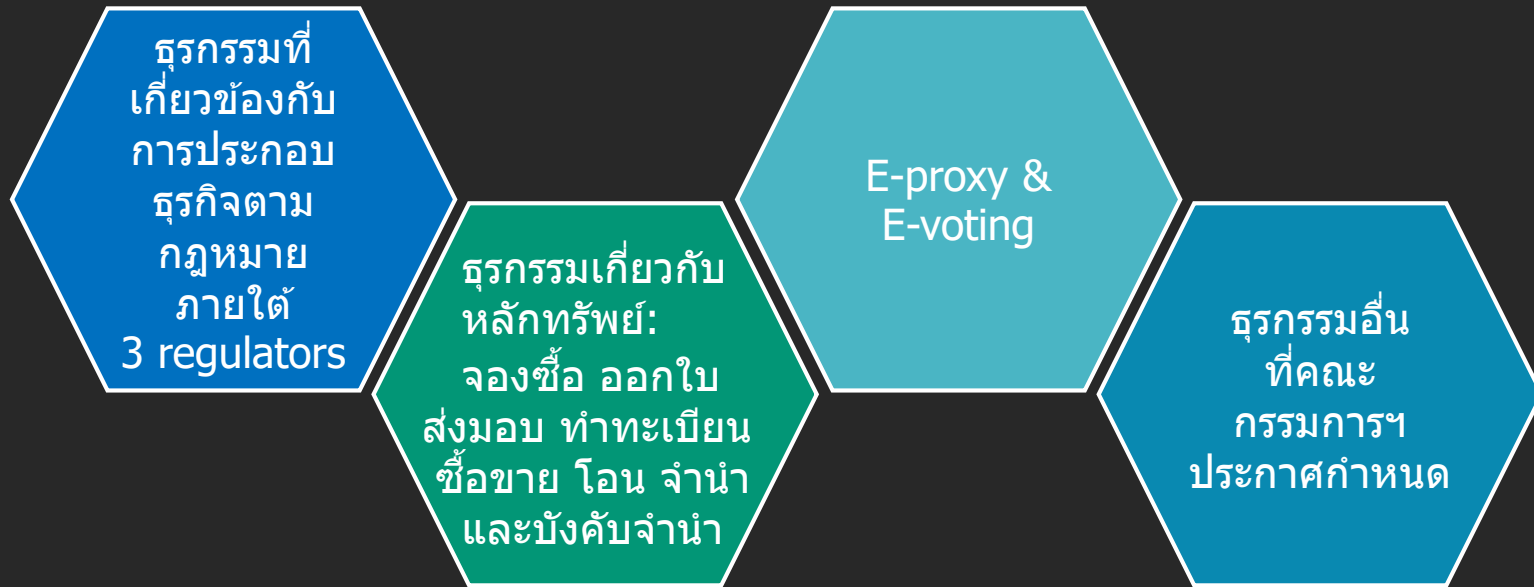 ธุรกรรมที่
เกี่ยวข้องกับ
การประกอบ
ธุรกิจตาม
กฎหมาย
ภายใต้
3 regulators
ธุรกรรมเกี่ยวกับ
หลักทรัพย์:
จองซื้อ ออกใบ
ส่งมอบ ทำทะเบียน
ซื้อขาย โอน จำนำ
และบังคับจำนำ
E-proxy &
E-voting
ธุรกรรมอื่น
ที่คณะ
กรรมการฯ
ประกาศกำหนด